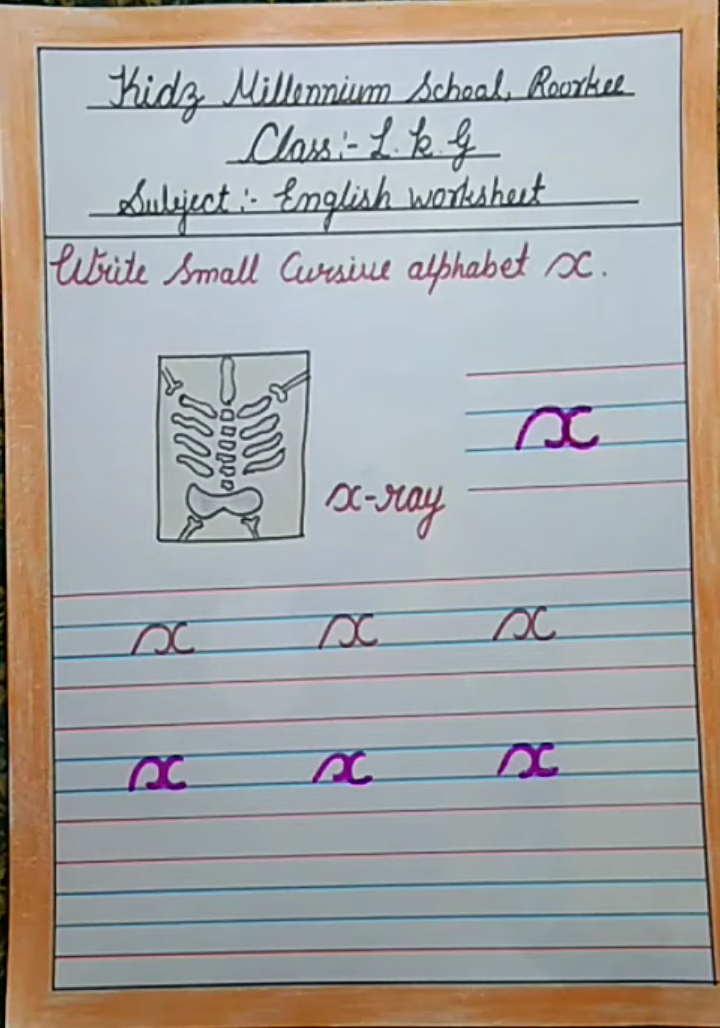 Kidz Millennium School, Roorkee
Class:- L.k.G
Subject:- English worksheet
Write Small Cursive alphabet x.
x
x-ray
x x x
x x x